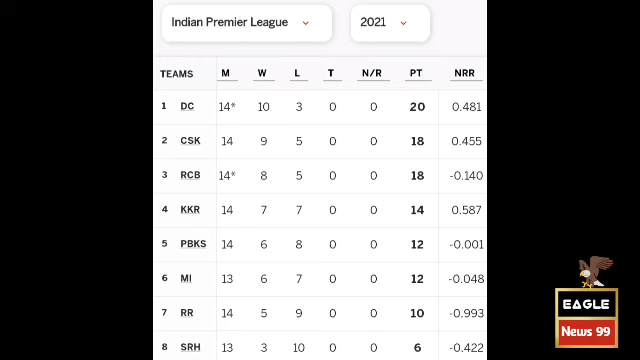 Indian Premier League 2021
TEAMS M W L T N/R PT NRR
1 DC 14* 10 3 0 0 20 0.481
2 CSK 14 9 5 0 0 18 0.455
3 RCB 14* 8 5 0 0 18 -0.140
4 KKR 14 7 7 0 0 14 0.587
5 PBKS 14 6 8 0 0 12 -0.001
6 MI 13 6 7 0 0 12 -0.048
7 RR 14 5 9 0 0 10 -0.993
8 SRH 13 3 10 0 0 6 -0.422
EAGLE
News 99